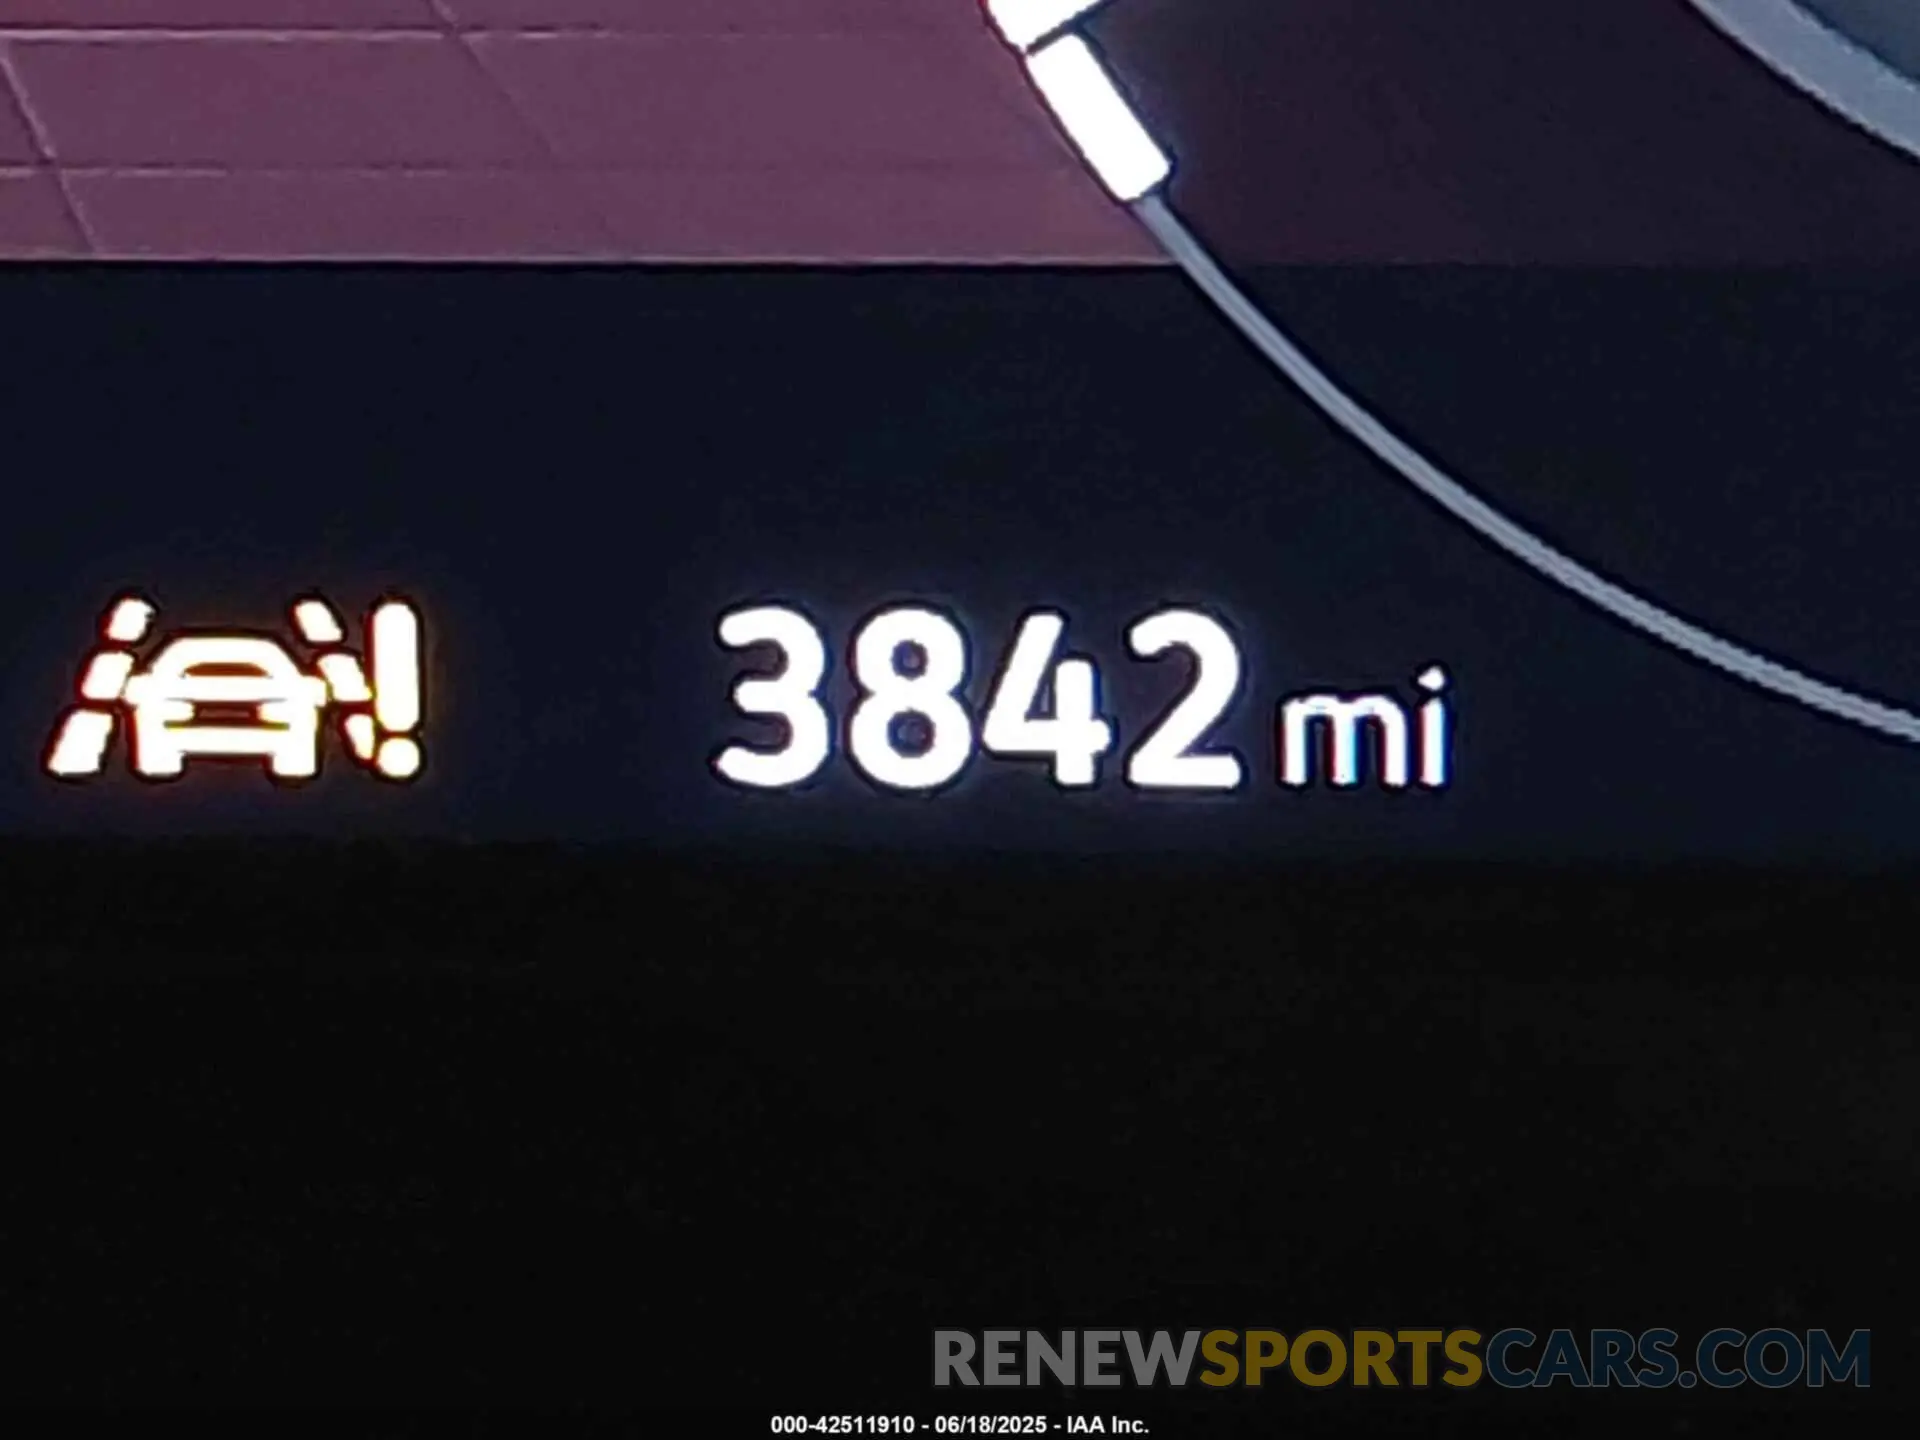 3842 mi
RENEWSPORTSCARS.COM
000-42511910 - 06/18/2025 - IAA Inc.